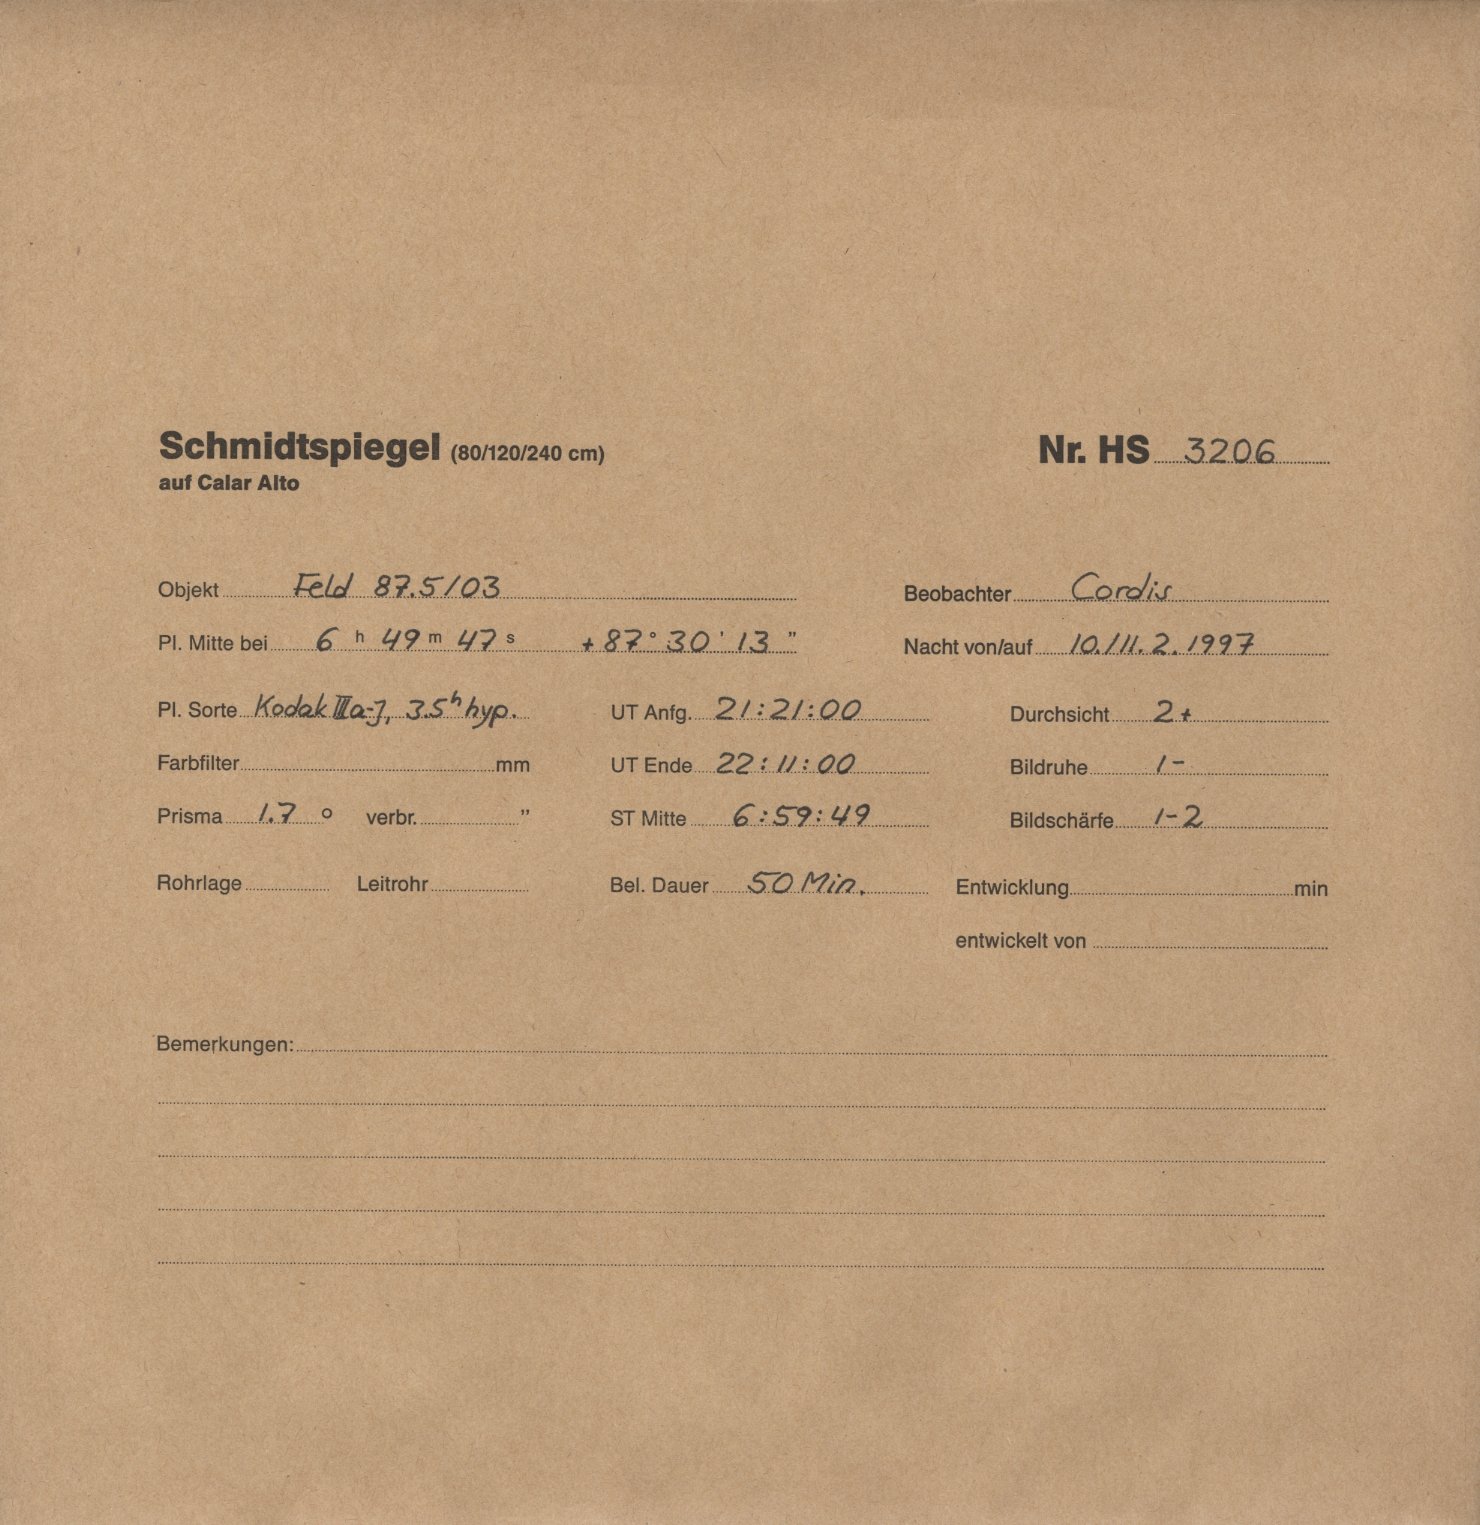 Schmidtspiegel (80/120/240 cm) Nr. HS 3206
auf Calar Alto
Objekt Feld 87.5/03 Beobachter Cordis
Pl. Mitte bei 6 h 49 m 47 s +87° 30' 13" Nacht von/auf 10./11.2.1997
Pl. Sorte Kodak IIIa-J, 3.5h hyp. UT Anfg. 21:21:00 Durchsicht 2+
Farbfilter mm UT Ende 22:11:00 Bildruhe 1-
Prisma 1.7 ° verbr. " ST Mitte 6:59:49 Bildschärfe 1-2
Rohrlage Leitrohr Bel. Dauer 50 Min. Entwicklung min
entwickelt von
Bemerkungen: